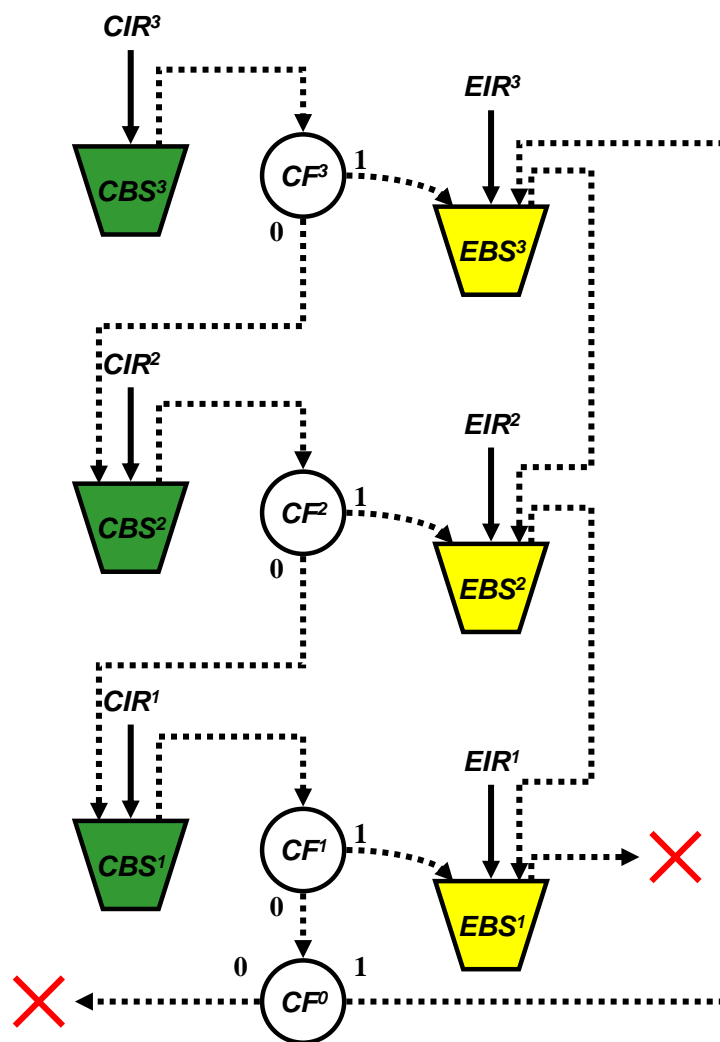 CIR³
EIR³
CBS³
CF³
1
0
EBS³
CIR²
EIR²
CBS²
CF²
1
0
EBS²
CIR¹
EIR¹
CBS¹
CF¹
1
0
EBS¹
0
1
CF⁰